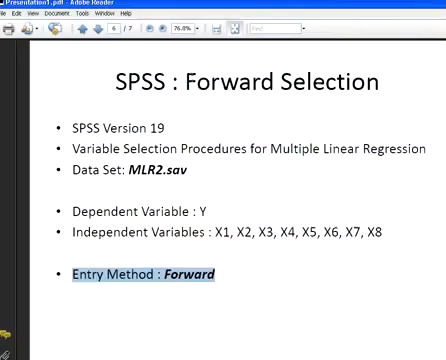 Presentation1.pdf - Adobe Reader
File Edit View Document Tools Window Help
6 / 7 76.8% Find
SPSS : Forward Selection
• SPSS Version 19
• Variable Selection Procedures for Multiple Linear Regression
• Data Set: MLR2.sav
• Dependent Variable : Y
• Independent Variables : X1, X2, X3, X4, X5, X6, X7, X8
• Entry Method : Forward